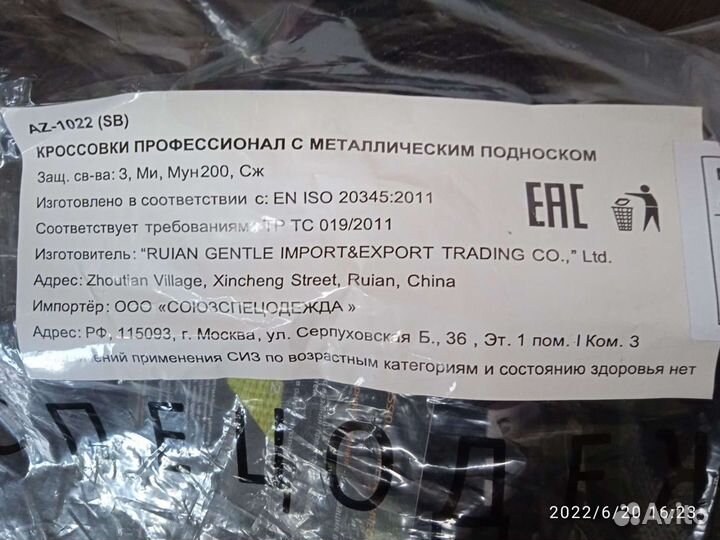 AZ-1022 (SB)
КРОССОВКИ ПРОФЕССИОНАЛ С МЕТАЛЛИЧЕСКИМ ПОДНОСКОМ
Защ. св-ва: З, Ми, Мун200, Сж
Изготовлено в соответствии с: EN ISO 20345:2011
Соответствует требованиям ТР ТС 019/2011
EAC
Изготовитель: “RUIAN GENTLE IMPORT&EXPORT TRADING CO.,” Ltd.
Адрес: Zhoutian Village, Xincheng Street, Ruian, China
Импортёр: ООО «СОЮЗСПЕЦОДЕЖДА »
Адрес: РФ, 115093, г. Москва, ул. Серпуховская Б., 36 , Эт. 1 пом. I Ком. 3
применения СИЗ по возрастным категориям и состоянию здоровья нет
СПЕЦОДЕЖ
2022/6/20 16:23
Avito